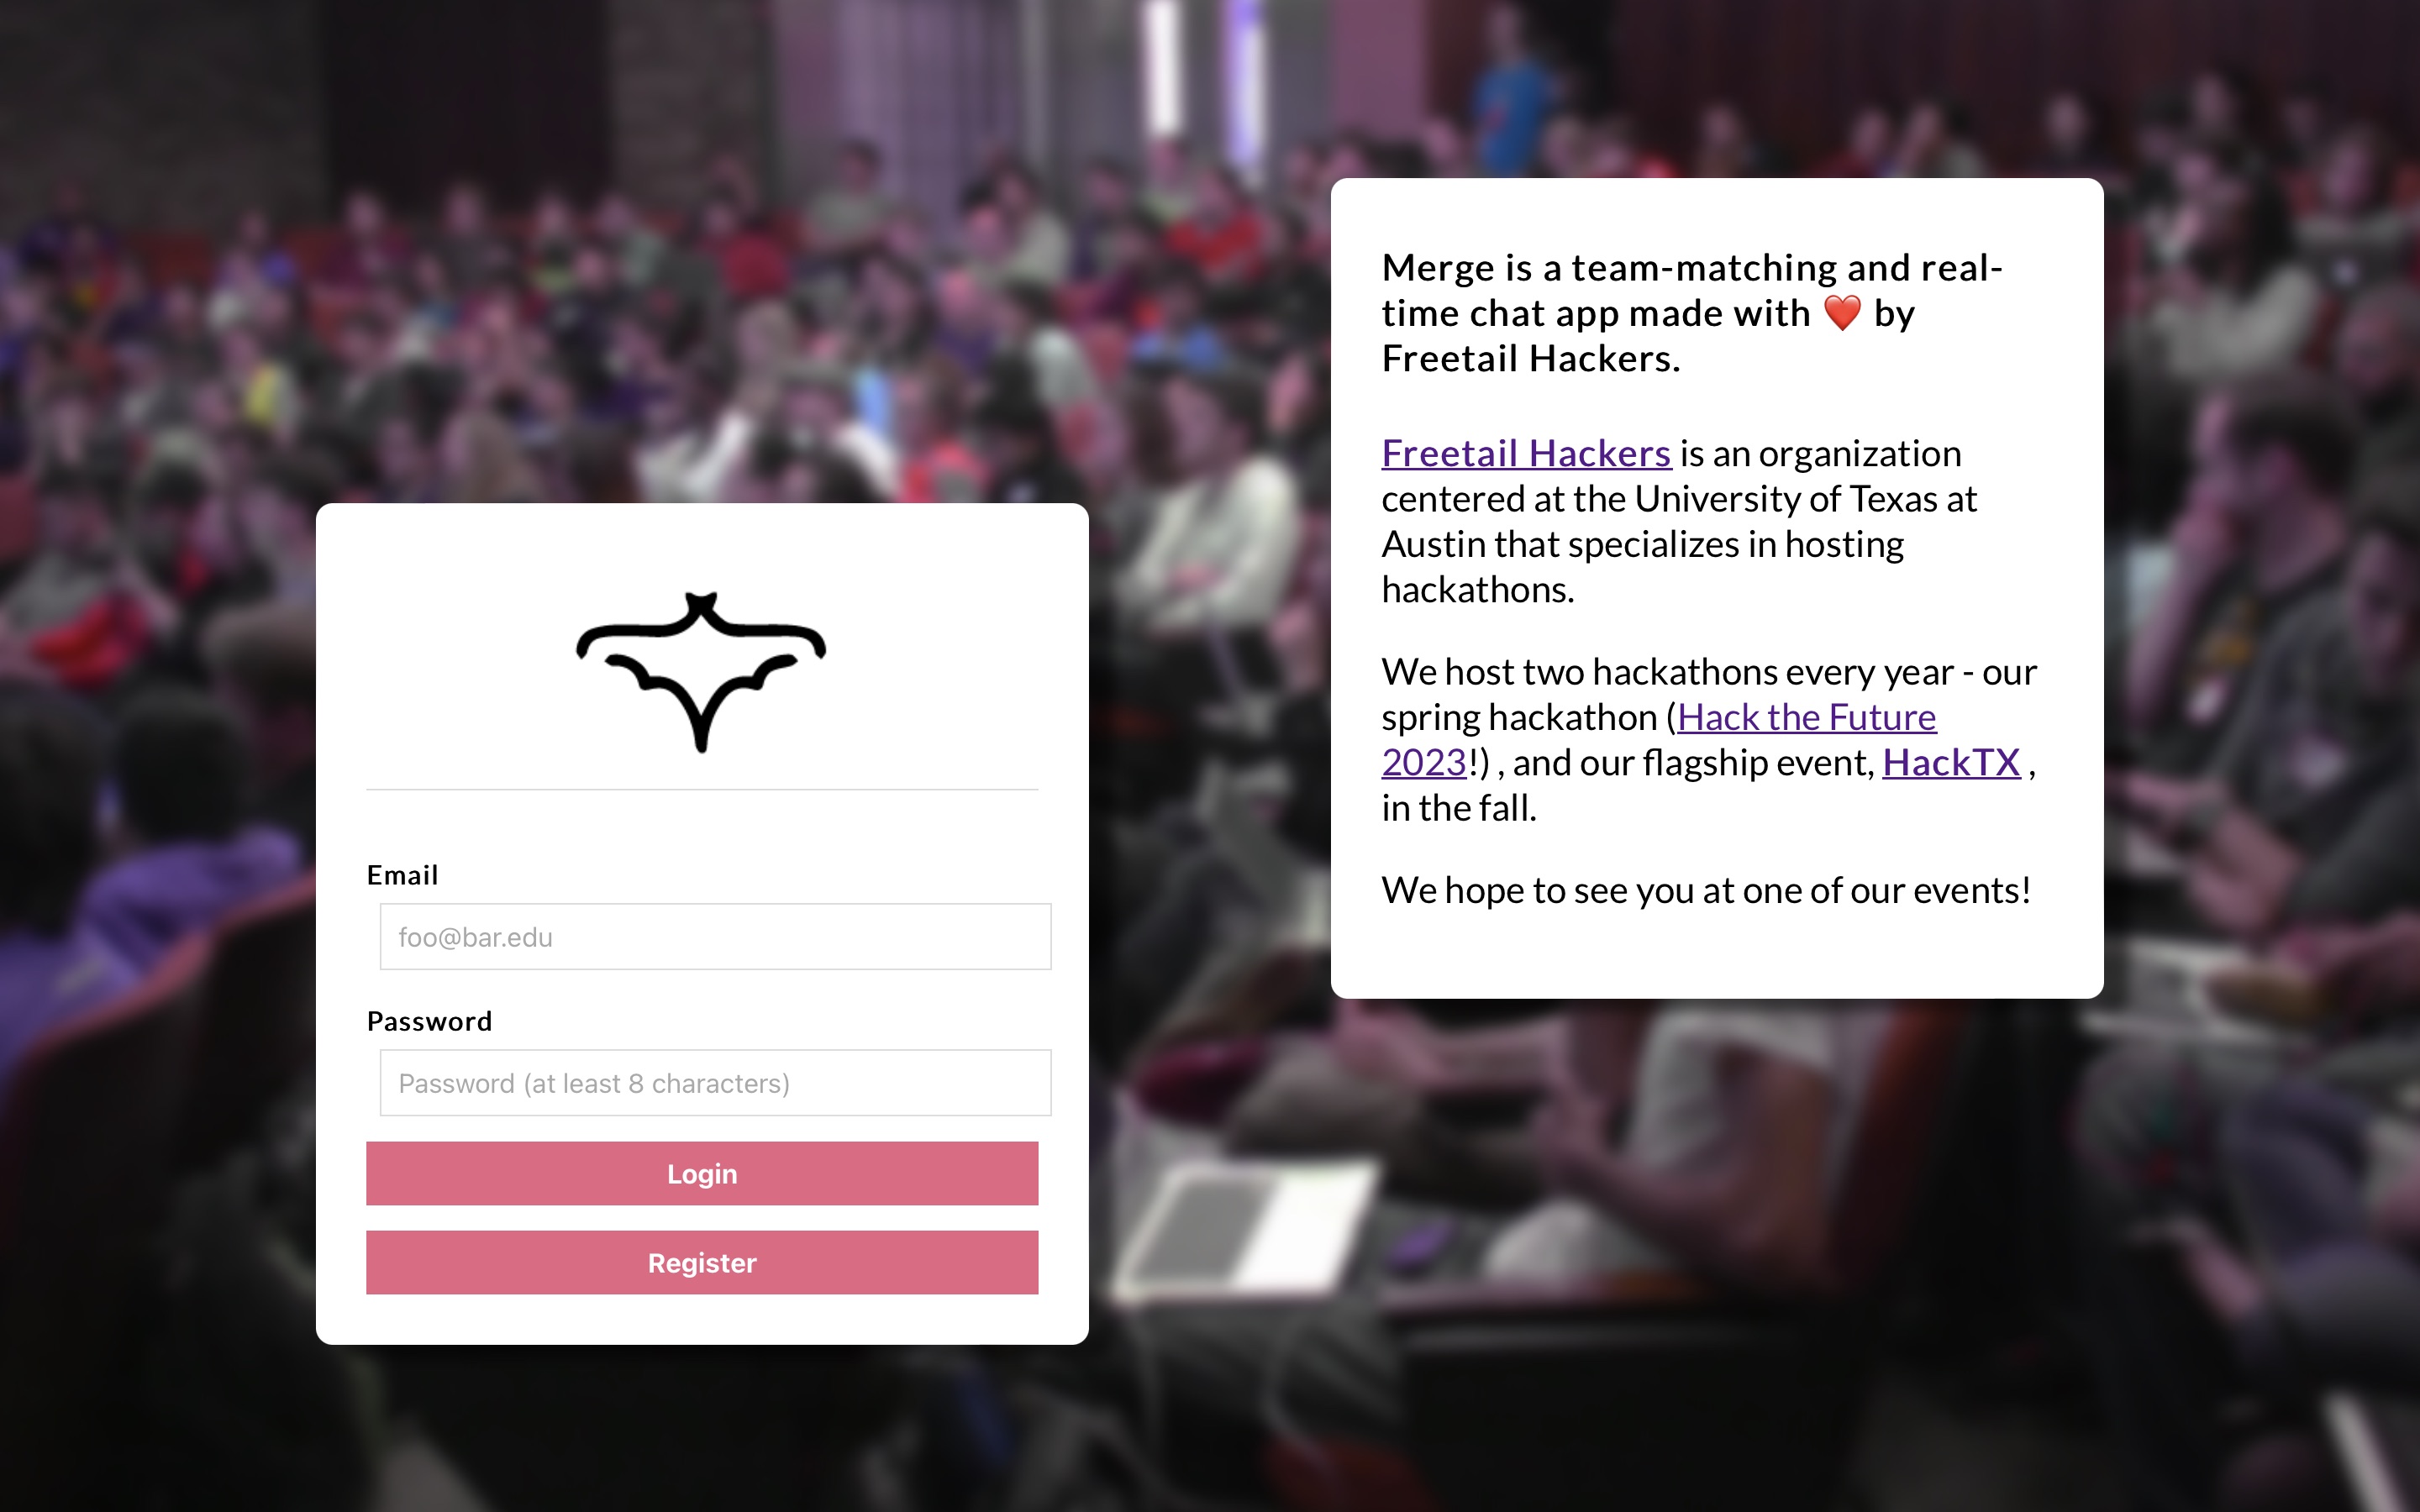 Merge is a team-matching and real-
time chat app made with ❤️ by
Freetail Hackers.
Freetail Hackers is an organization
centered at the University of Texas at
Austin that specializes in hosting
hackathons.
We host two hackathons every year - our
spring hackathon (Hack the Future
2023!) , and our flagship event, HackTX ,
in the fall.
We hope to see you at one of our events!
Email
foo@bar.edu
Password
Password (at least 8 characters)
Login
Register